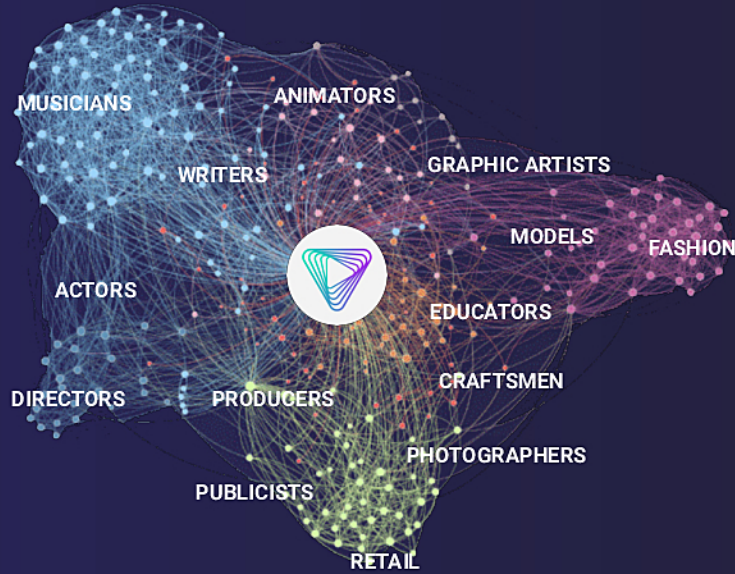 MUSICIANS
ANIMATORS
WRITERS
GRAPHIC ARTISTS
MODELS
FASHION
ACTORS
EDUCATORS
CRAFTSMEN
DIRECTORS
PRODUCERS
PHOTOGRAPHERS
PUBLICISTS
RETAIL